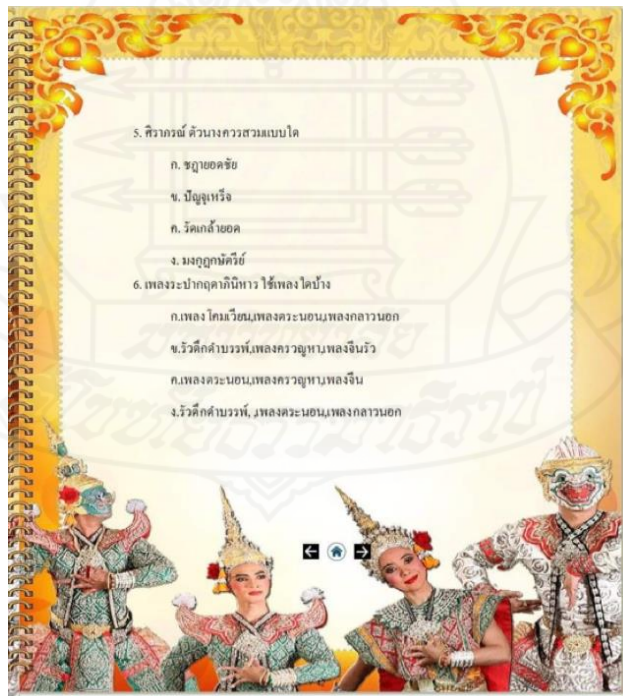 5. ศิราภรณ์ ตัวนางควรสวมแบบใด
ก. ชฎายอดชัย
ข. ปัญจุเหร็จ
ค. รัดเกล้ายอด
ง. มงกุฎกษัตรีย์
6. เพลงระบำกฤดาภินิหาร ใช้เพลงใดบ้าง
ก.เพลงโคมเวียน,เพลงตระนอน,เพลงกลาวนอก
ข.รัวดึกดำบรรพ์,เพลงครวญหา,เพลงจีนรัว
ค.เพลงตระนอน,เพลงครวญหา,เพลงจีน
ง.รัวดึกดำบรรพ์, ,เพลงตระนอน,เพลงกลาวนอก